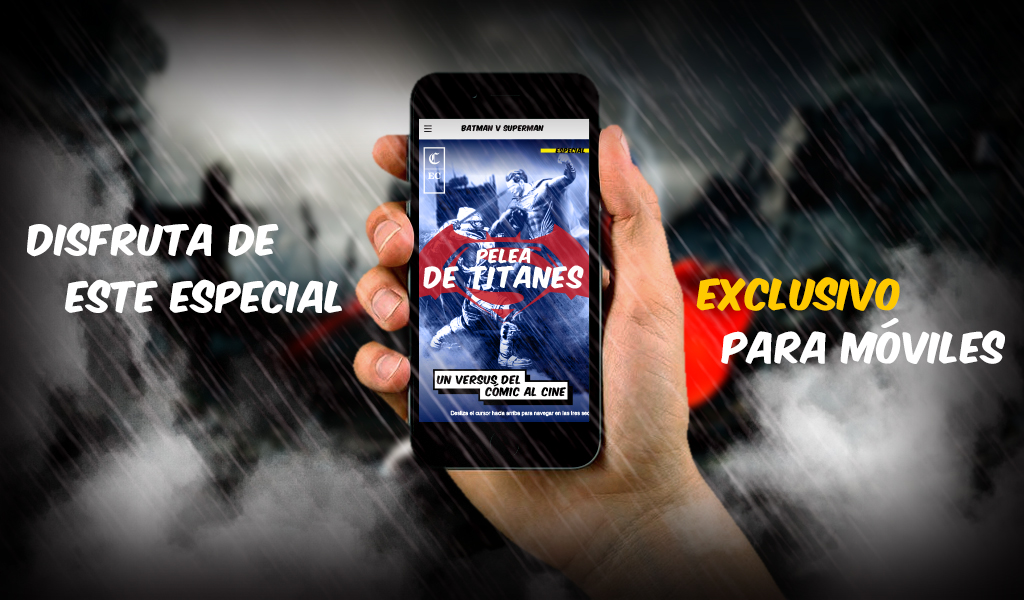 DISFRUTA DE
ESTE ESPECIAL
BATMAN V SUPERMAN
ESPECIAL
C
EC
PELEA
DE TITANES
UN VERSUS DEL
CÓMIC AL CINE
Desliza el cursor hacia arriba para navegar en las tres sec
EXCLUSIVO
PARA MÓVILES